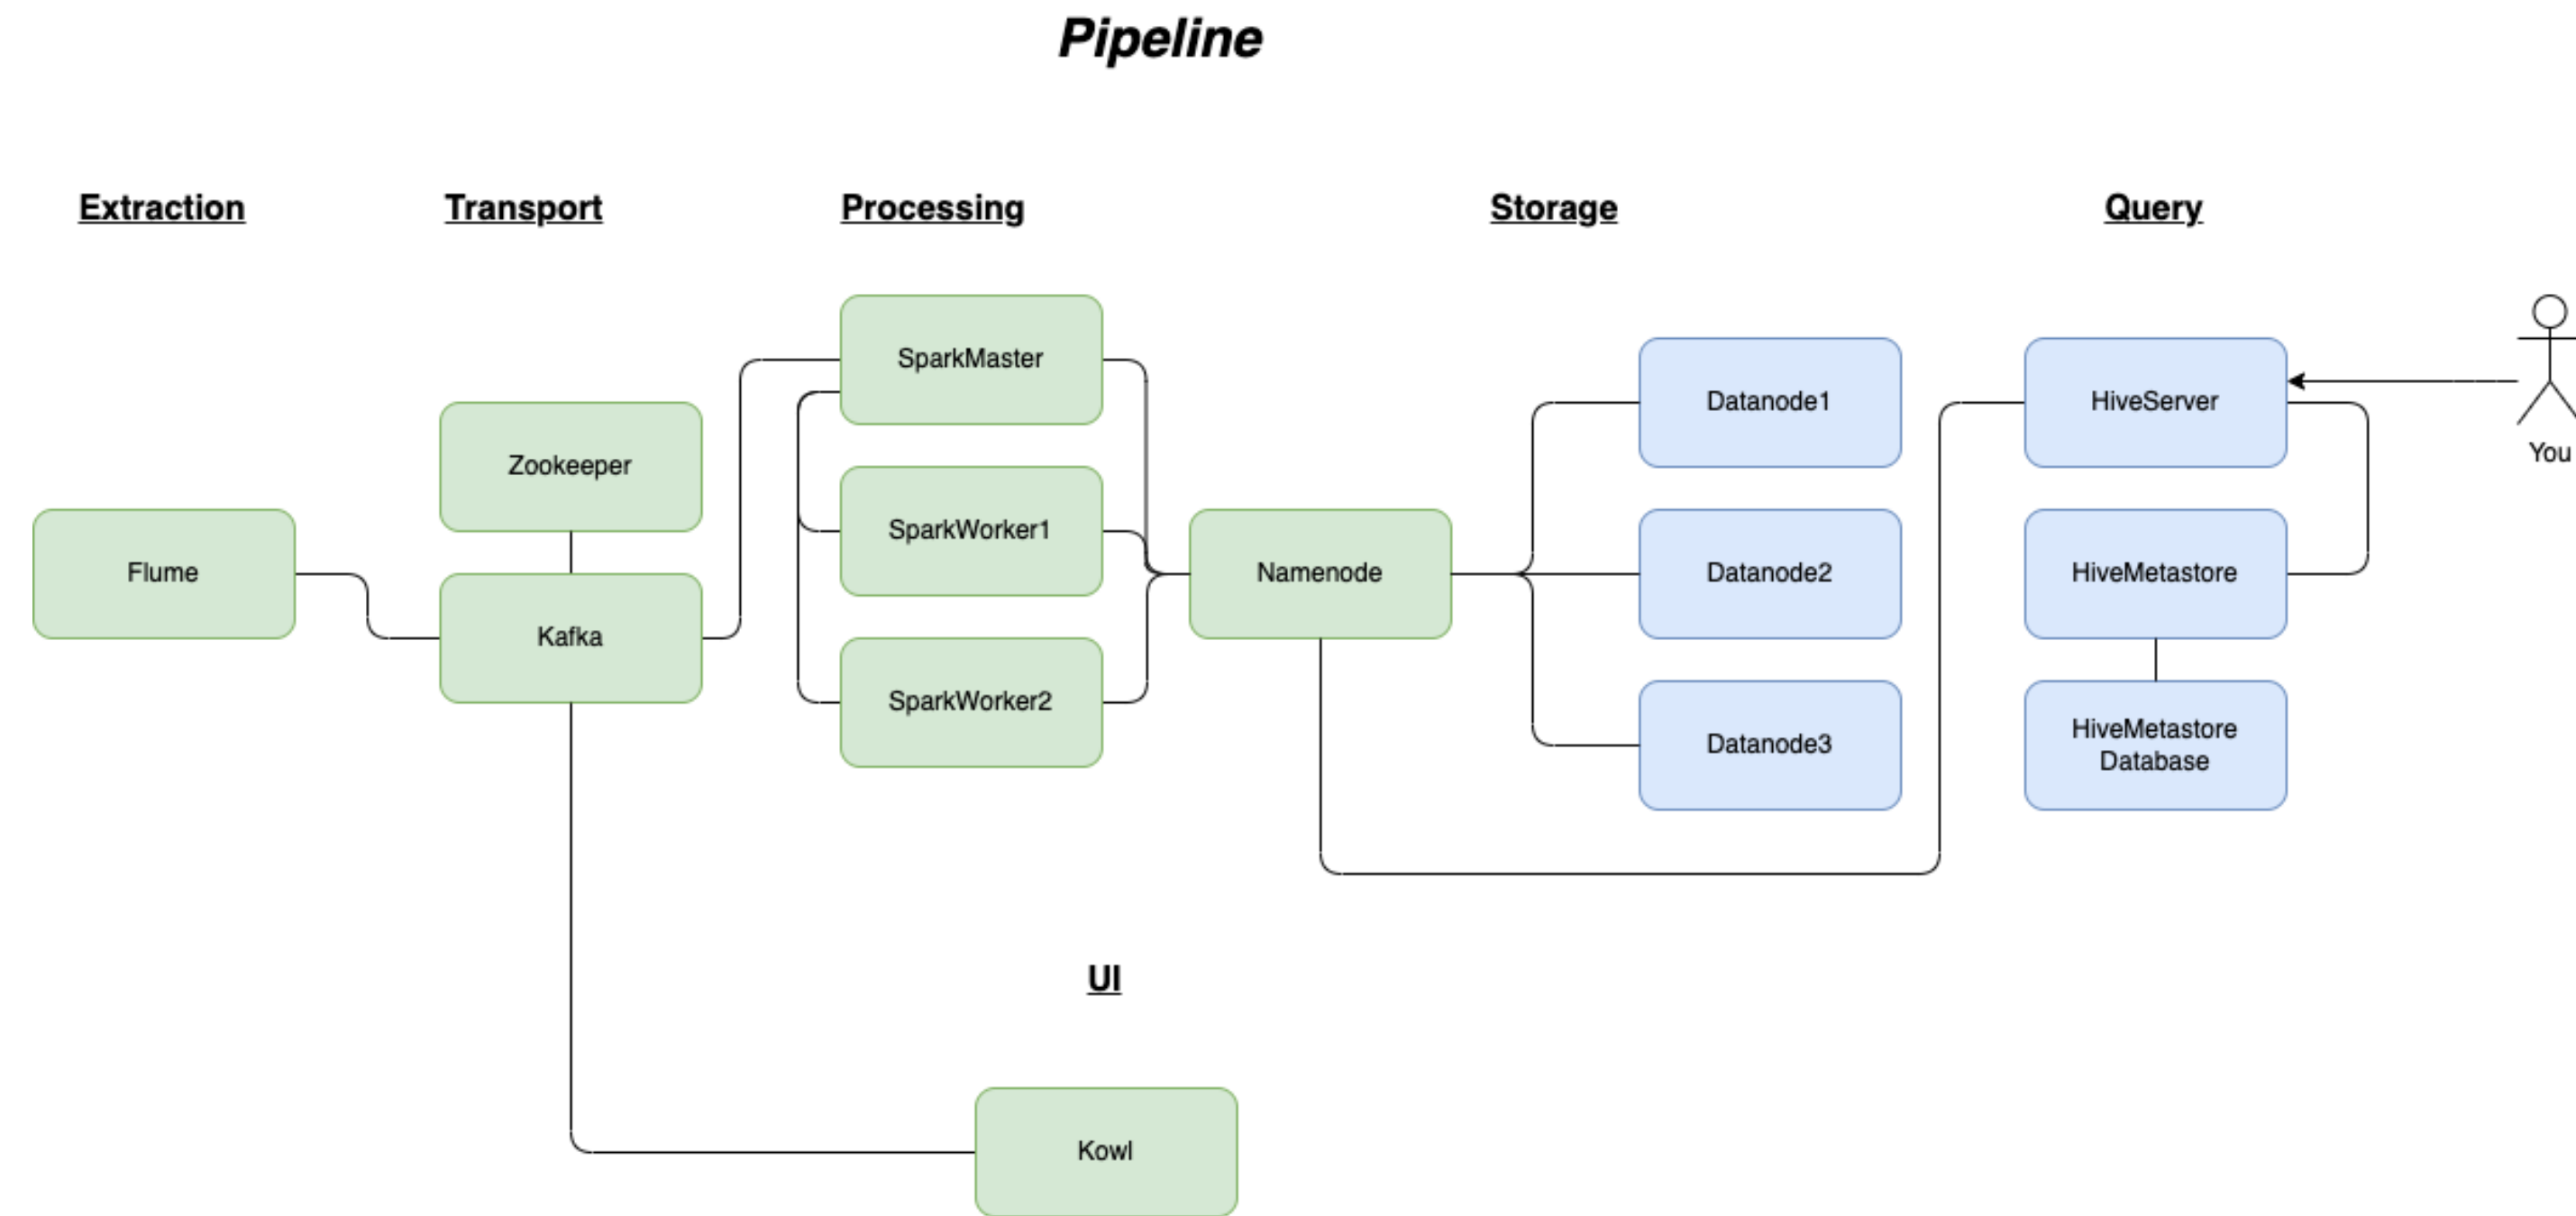 Pipeline
Extraction
Transport
Processing
Storage
Query
Flume
Zookeeper
Kafka
SparkMaster
SparkWorker1
SparkWorker2
Namenode
Datanode1
Datanode2
Datanode3
HiveServer
HiveMetastore
HiveMetastore
Database
You
UI
Kowl